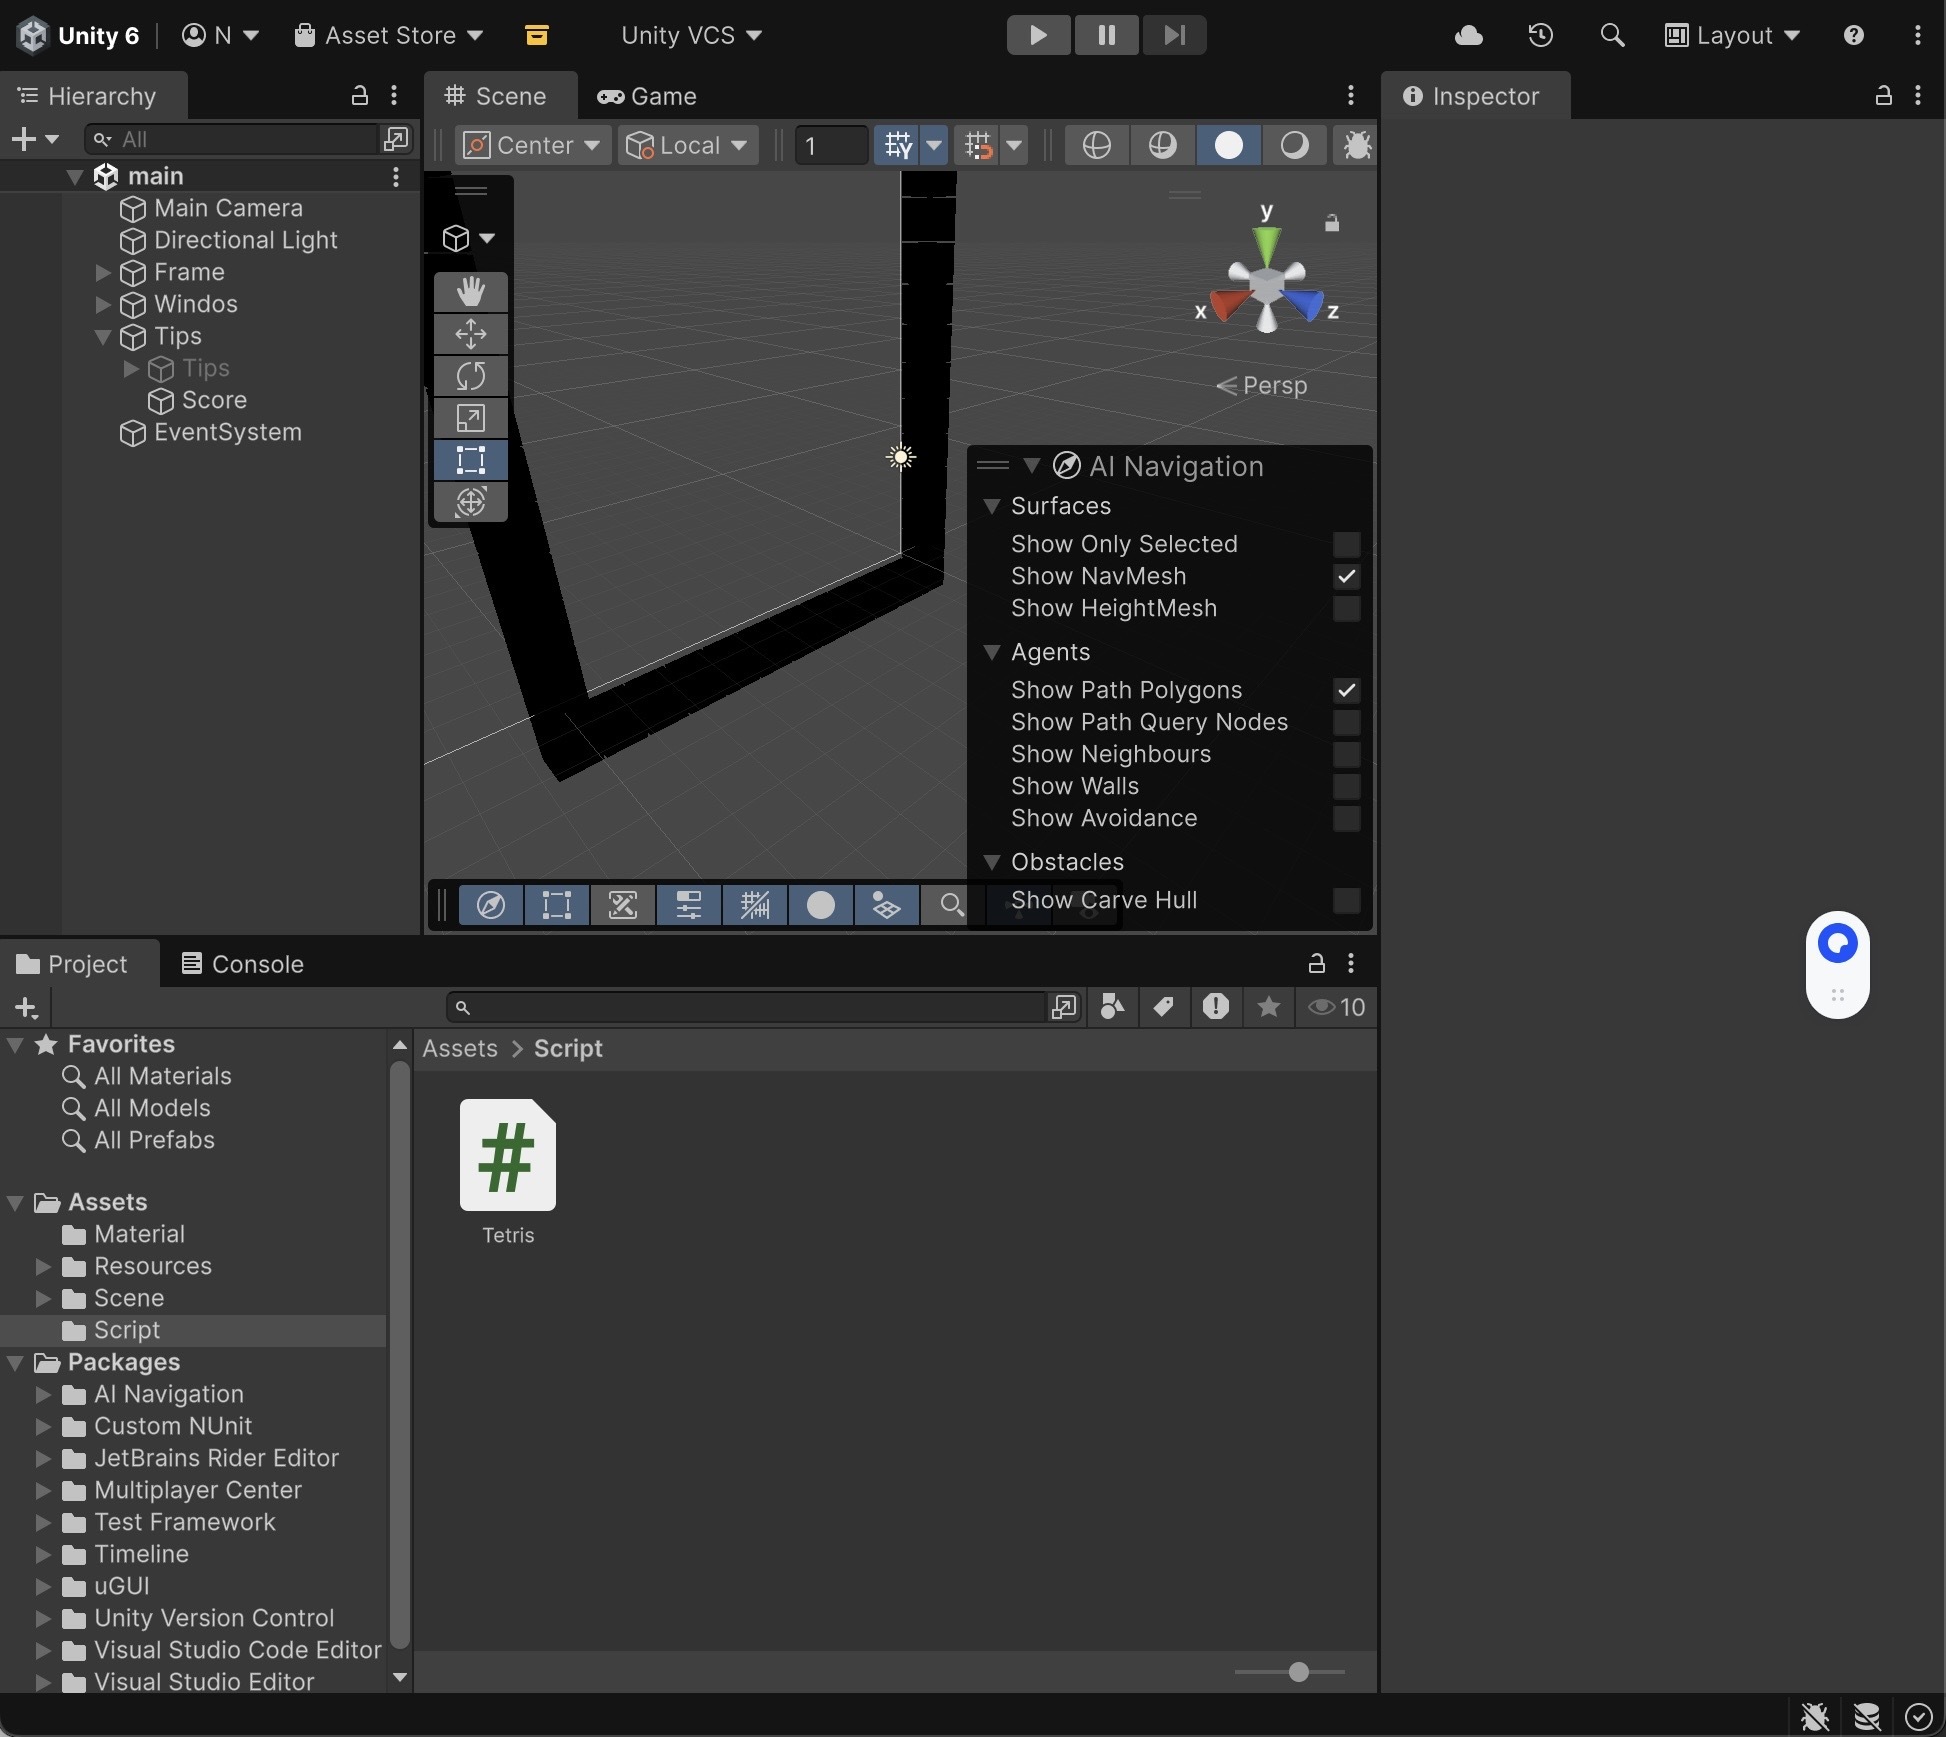 Unity 6
N
Asset Store
Unity VCS
Layout
Hierarchy
All
main
Main Camera
Directional Light
Frame
Windos
Tips
Tips
Score
EventSystem
Scene
Game
Center
Local
1
y
x
z
Persp
AI Navigation
Surfaces
Show Only Selected
Show NavMesh
Show HeightMesh
Agents
Show Path Polygons
Show Path Query Nodes
Show Neighbours
Show Walls
Show Avoidance
Obstacles
Show Carve Hull
Inspector
Project
Console
10
Favorites
All Materials
All Models
All Prefabs
Assets
Material
Resources
Scene
Script
Packages
AI Navigation
Custom NUnit
JetBrains Rider Editor
Multiplayer Center
Test Framework
Timeline
uGUI
Unity Version Control
Visual Studio Code Editor
Visual Studio Editor
Assets > Script
#
Tetris